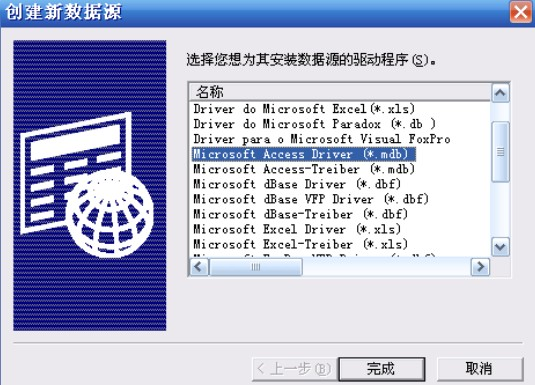 创建新数据源
选择您想为其安装数据源的驱动程序(S)。
名称
Driver do Microsoft Excel(*.xls)
Driver do Microsoft Paradox (*.db )
Driver para o Microsoft Visual FoxPro
Microsoft Access Driver (*.mdb)
Microsoft Access-Treiber (*.mdb)
Microsoft dBase Driver (*.dbf)
Microsoft dBase VFP Driver (*.dbf)
Microsoft dBase-Treiber (*.dbf)
Microsoft Excel Driver (*.xls)
Microsoft Excel-Treiber (*.xls)
< 上一步(B)
完成
取消